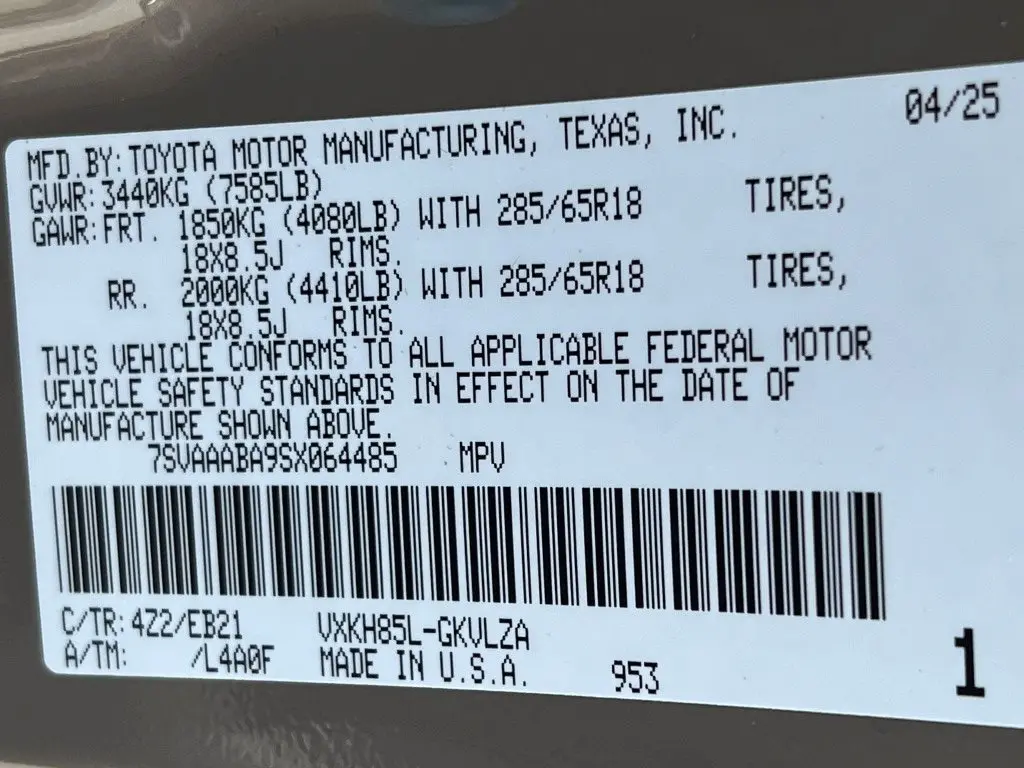 04/25
MFD.BY:TOYOTA MOTOR MANUFACTURING, TEXAS, INC.
GVWR:3440KG (7585LB)
GAWR:FRT. 1850KG (4080LB) WITH 285/65R18 TIRES,
18X8.5J RIMS.
RR. 2000KG (4410LB) WITH 285/65R18 TIRES,
18X8.5J RIMS.
THIS VEHICLE CONFORMS TO ALL APPLICABLE FEDERAL MOTOR
VEHICLE SAFETY STANDARDS IN EFFECT ON THE DATE OF
MANUFACTURE SHOWN ABOVE.
7SVAAABA9SX064485 MPV
C/TR:4Z2/EB21 VXKH85L-GKVLZA
A/TM: /L4A0F MADE IN U.S.A. 953
1